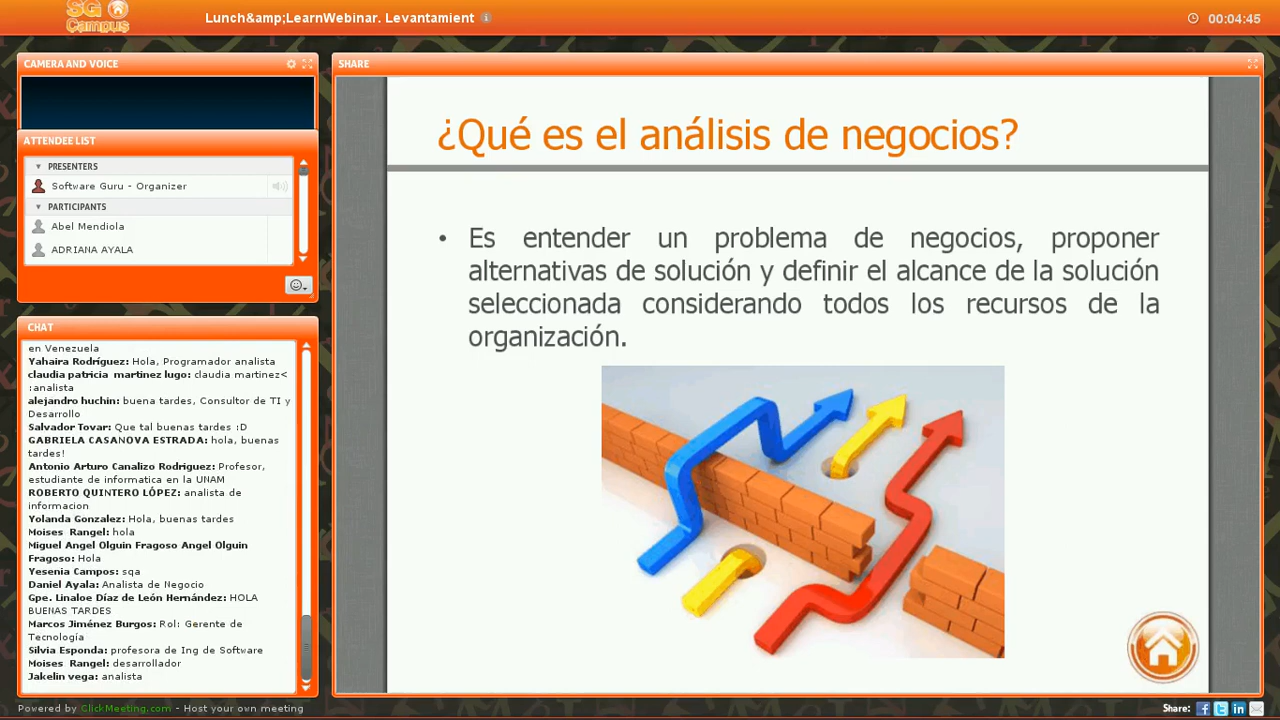 SG
Campus
Lunch&amp;LearnWebinar. Levantamient
00:04:45
CAMERA AND VOICE
ATTENDEE LIST
PRESENTERS
Software Guru - Organizer
PARTICIPANTS
Abel Mendiola
ADRIANA AYALA
CHAT
en Venezuela
Yahaira Rodríguez: Hola, Programador analista
claudia patricia martinez lugo: claudia martinez<
:analista
alejandro huchin: buena tardes, Consultor de TI y
Desarrollo
Salvador Tovar: Que tal buenas tardes :D
GABRIELA CASANOVA ESTRADA: hola, buenas
tardes!
Antonio Arturo Canalizo Rodriguez: Profesor,
estudiante de informatica en la UNAM
ROBERTO QUINTERO LÓPEZ: analista de
informacion
Yolanda Gonzalez: Hola, buenas tardes
Moises Rangel: hola
Miguel Angel Olguin Fragoso Angel Olguin
Fragoso: Hola
Yesenia Campos: sqa
Daniel Ayala: Analista de Negocio
Gpe. Linaloe Díaz de León Hernández: HOLA
BUENAS TARDES
Marcos Jiménez Burgos: Rol: Gerente de
Tecnología
Silvia Esponda: profesora de Ing de Software
Moises Rangel: desarrollador
Jakelin vega: analista
SHARE
¿Qué es el análisis de negocios?
• Es entender un problema de negocios, proponer
alternativas de solución y definir el alcance de la solución
seleccionada considerando todos los recursos de la
organización.
Powered by ClickMeeting.com - Host your own meeting
Share: